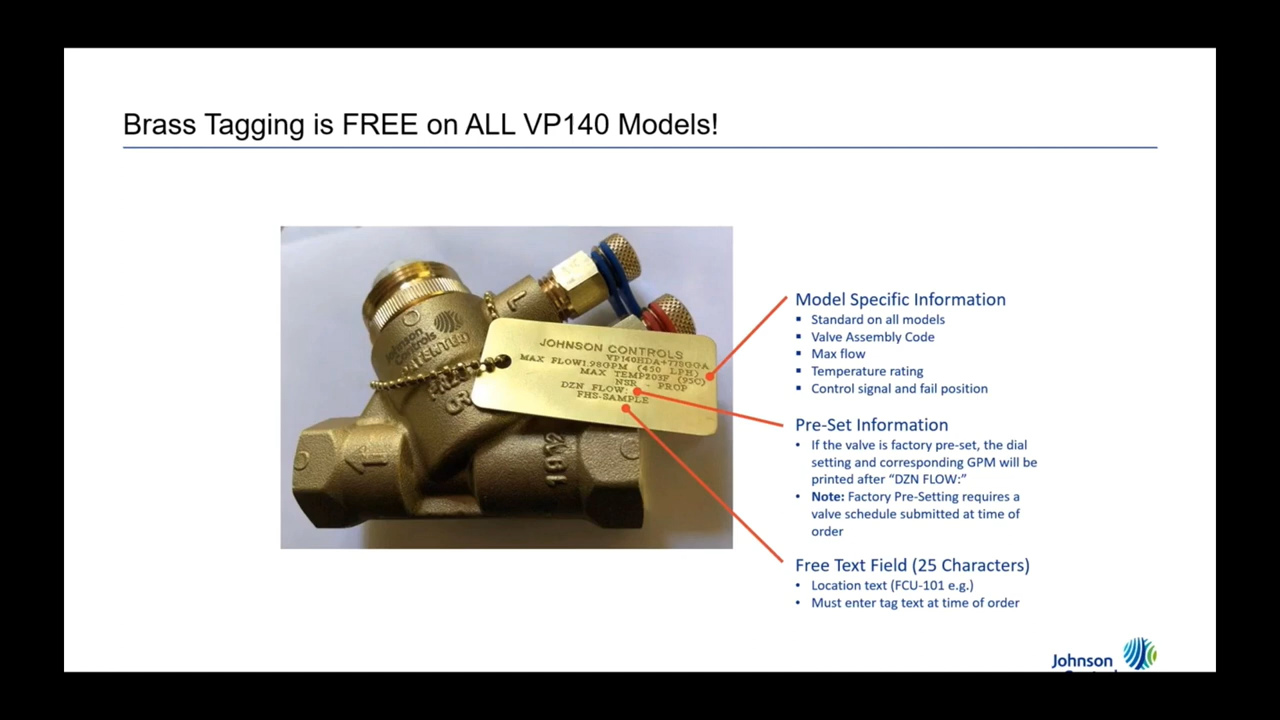 Brass Tagging is FREE on ALL VP140 Models!
Johnson
Controls
PATENTED
JOHNSON CONTROLS
VP140HDA+778GGA
MAX FLOW1.98GPM (450 LPH)
MAX TEMP203F (95C)
NSR - PROP
DZN FLOW:
FHS-SAMPLE
Model Specific Information
▪ Standard on all models
▪ Valve Assembly Code
▪ Max flow
▪ Temperature rating
▪ Control signal and fail position
Pre-Set Information
• If the valve is factory pre-set, the dial
setting and corresponding GPM will be
printed after “DZN FLOW:”
• Note: Factory Pre-Setting requires a
valve schedule submitted at time of
order
Free Text Field (25 Characters)
• Location text (FCU-101 e.g.)
• Must enter tag text at time of order
Johnson